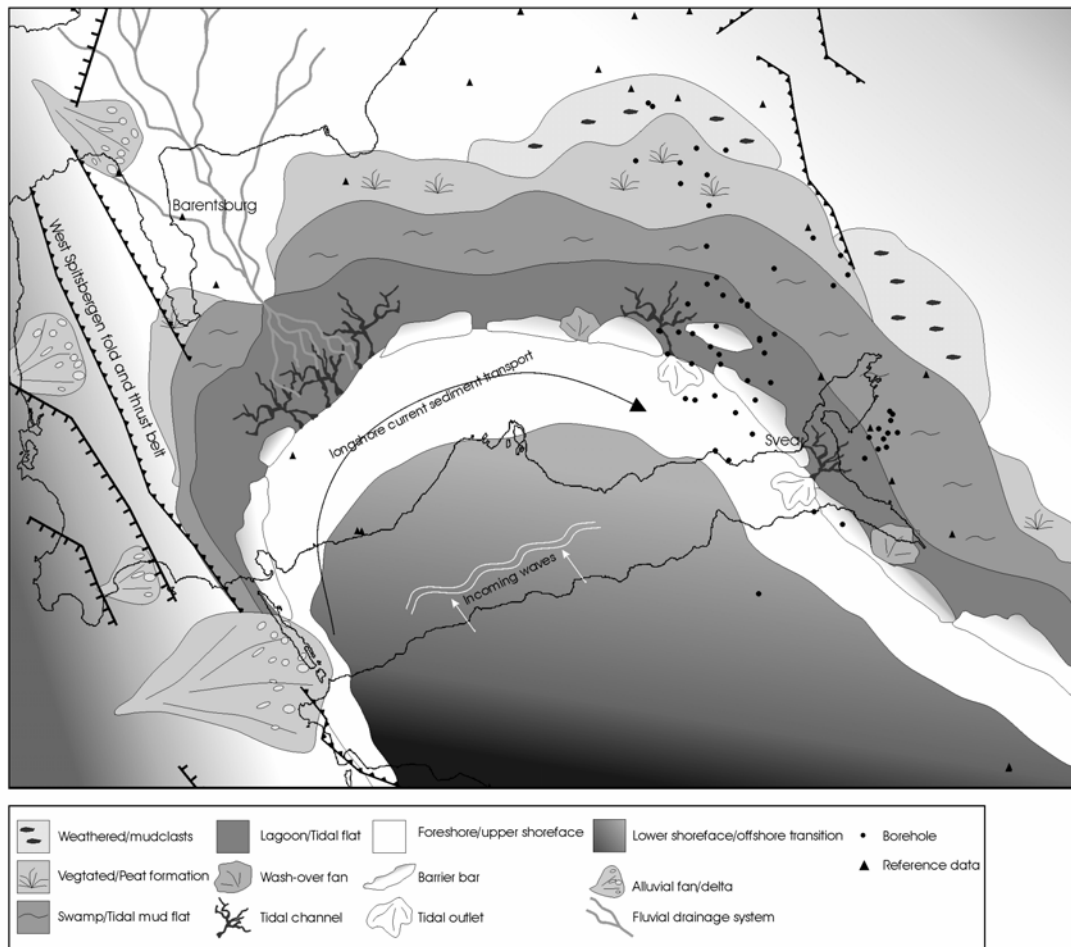 Barentsburg
West Spitsbergen fold and thrust belt
longshore current sediment transport
Svea
Incoming waves
Weathered/mudclasts
Lagoon/Tidal flat
Foreshore/upper shoreface
Lower shoreface/offshore transition
Borehole
Vegtated/Peat formation
Wash-over fan
Barrier bar
Alluvial fan/delta
Reference data
Swamp/Tidal mud flat
Tidal channel
Tidal outlet
Fluvial drainage system